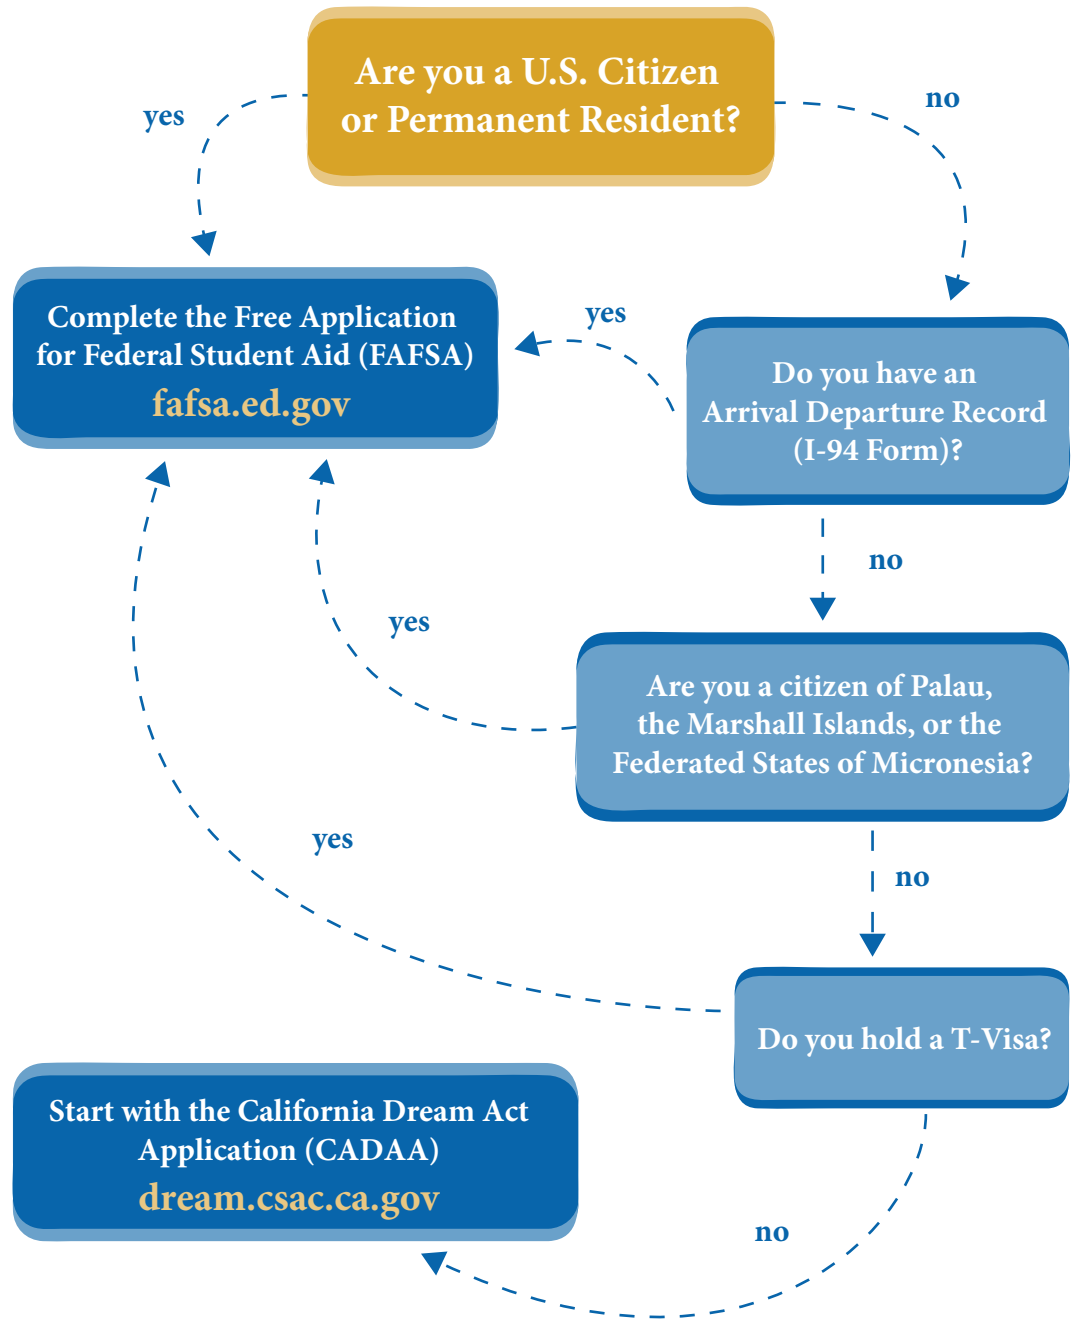 Are you a U.S. Citizen
or Permanent Resident?
yes
no
Complete the Free Application
for Federal Student Aid (FAFSA)
fafsa.ed.gov
yes
Do you have an
Arrival Departure Record
(I-94 Form)?
no
yes
Are you a citizen of Palau,
the Marshall Islands, or the
Federated States of Micronesia?
yes
no
Do you hold a T-Visa?
Start with the California Dream Act
Application (CADAA)
dream.csac.ca.gov
no